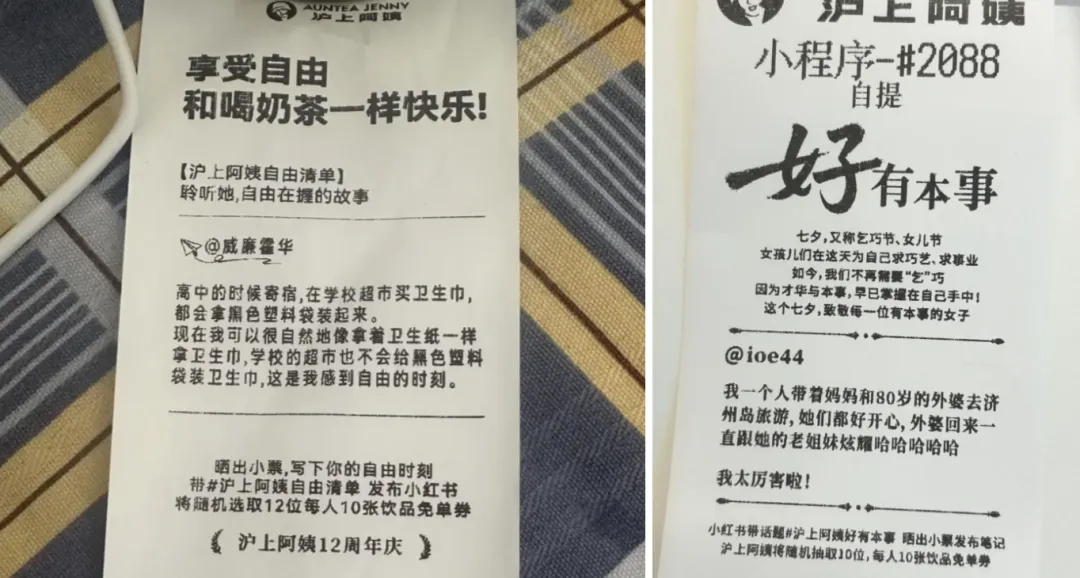 AUNTEA JENNY
沪上阿姨
享受自由
和喝奶茶一样快乐!
【沪上阿姨自由清单】
聆听她,自由在握的故事
@威廉霍华
高中的时候寄宿,在学校超市买卫生巾,
都会拿黑色塑料袋装起来。
现在我可以很自然地像拿着卫生纸一样
拿卫生巾,学校的超市也不会给黑色塑料
袋装卫生巾,这是我感到自由的时刻。
晒出小票,写下你的自由时刻
带#沪上阿姨自由清单 发布小红书
将随机选取12位每人10张饮品免单券
沪上阿姨12周年庆
沪上阿姨
小程序-#2088
自提
好有本事
七夕,又称乞巧节、女儿节
女孩儿们在这天为自己求巧艺、求事业
如今,我们不再需要“乞”巧
因为才华与本事,早已掌握在自己手中!
这个七夕,致敬每一位有本事的女子
@ioe44
我一个人带着妈妈和80岁的外婆去济
州岛旅游,她们都好开心,外婆回来一
直跟她的老姐妹炫耀哈哈哈哈哈
我太厉害啦!
小红书带话题#沪上阿姨好有本事 晒出小票发布笔记
沪上阿姨将随机抽取10位,每人10张饮品免单券